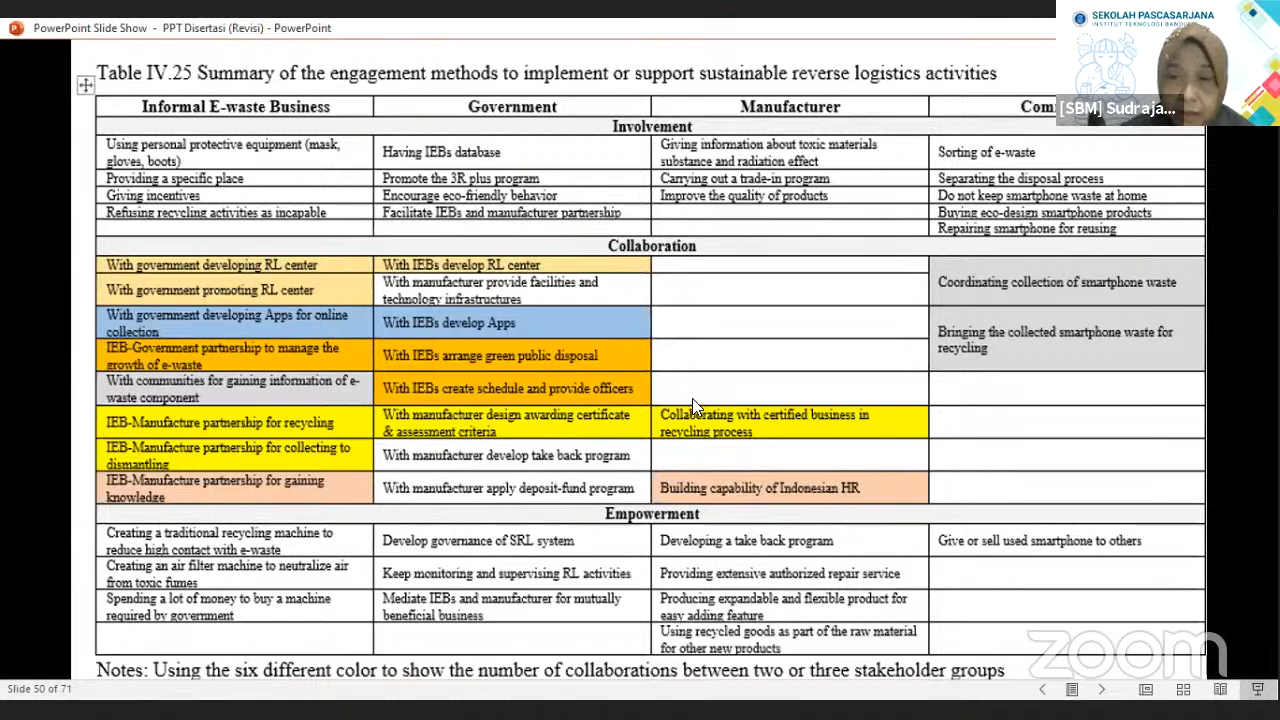 PowerPoint Slide Show - PPT Disertasi (Revisi) - PowerPoint
SEKOLAH PASCASARJANA
[SBM] Sudraja...
Table IV.25 Summary of the engagement methods to implement or support sustainable reverse logistics activities
Informal E-waste Business Government Manufacturer
Involvement
Using personal protective equipment (mask,
gloves, boots)
Having IEBs database
Giving information about toxic materials
substance and radiation effect
Sorting of e-waste
Providing a specific place
Promote the 3R plus program
Carrying out a trade-in program
Separating the disposal process
Giving incentives
Encourage eco-friendly behavior
Improve the quality of products
Do not keep smartphone waste at home
Refusing recycling activities as incapable
Facilitate IEBs and manufacturer partnership
Buying eco-design smartphone products
Repairing smartphone for reusing
Collaboration
With government developing RL center
With IEBs develop RL center
Coordinating collection of smartphone waste
With government promoting RL center
With manufacturer provide facilities and
technology infrastructures
With government developing Apps for online
collection
With IEBs develop Apps
Bringing the collected smartphone waste for
recycling
IEB-Government partnership to manage the
growth of e-waste
With IEBs arrange green public disposal
With communities for gaining information of e-
waste component
With IEBs create schedule and provide officers
IEB-Manufacture partnership for recycling
With manufacturer design awarding certificate
& assessment criteria
Collaborating with certified business in
recycling process
IEB-Manufacture partnership for collecting to
dismantling
With manufacturer develop take back program
IEB-Manufacture partnership for gaining
knowledge
With manufacturer apply deposit-fund program
Building capability of Indonesian HR
Empowerment
Creating a traditional recycling machine to
reduce high contact with e-waste
Develop governance of SRL system
Developing a take back program
Give or sell used smartphone to others
Creating an air filter machine to neutralize air
from toxic fumes
Keep monitoring and supervising RL activities
Providing extensive authorized repair service
Spending a lot of money to buy a machine
required by government
Mediate IEBs and manufacturer for mutually
beneficial business
Producing expandable and flexible product for
easy adding feature
Using recycled goods as part of the raw material
for other new products
Notes: Using the six different color to show the number of collaborations between two or three stakeholder groups
zoom
Slide 50 of 71